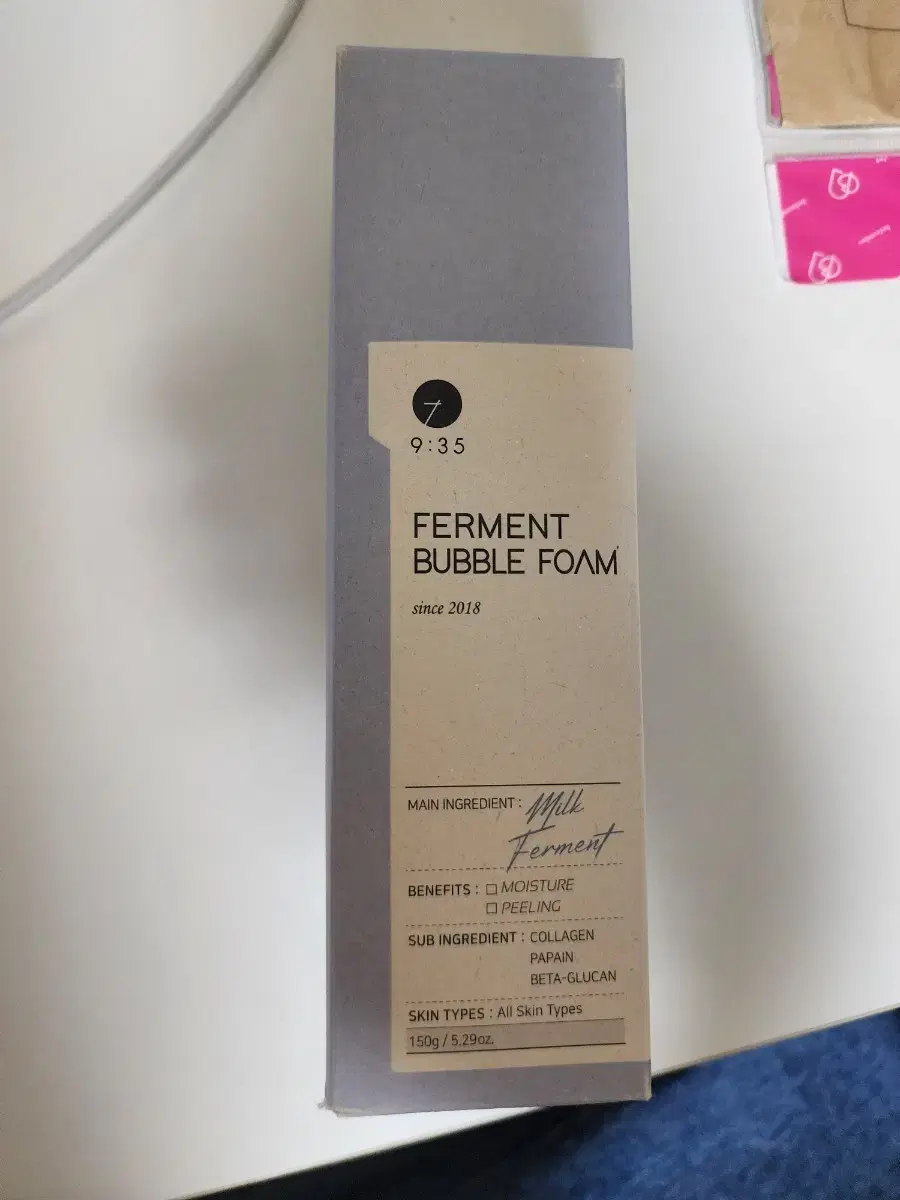 9:35
FERMENT
BUBBLE FOAM
since 2018
MAIN INGREDIENT : Milk
Ferment
BENEFITS : □ MOISTURE
□ PEELING
SUB INGREDIENT : COLLAGEN
PAPAIN
BETA-GLUCAN
SKIN TYPES : All Skin Types
150g / 5.29oz.